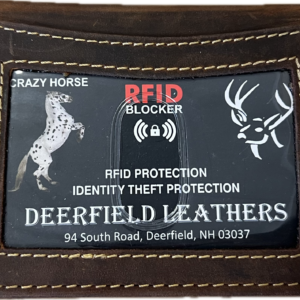 CRAZY HORSE
RFID
BLOCKER
RFID PROTECTION
IDENTITY THEFT PROTECTION
DEERFIELD LEATHERS
94 South Road, Deerfield, NH 03037